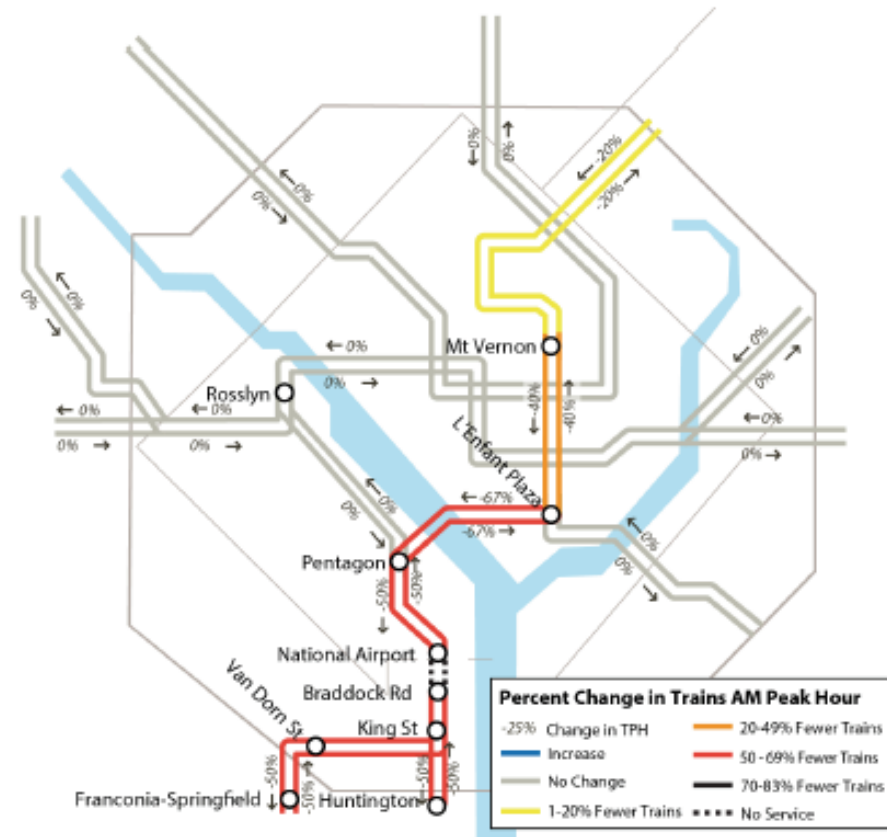 ← 0%
0% →
← 0%
0% →
← -20%
-20% →
← 0%
0% →
← 0%
0% →
Mt Vernon
← 0%
0% →
Rosslyn
← 0%
← 0%
0% →
0% →
← -40%
← -40%
← 0%
0% →
L'Enfant Plaza
← -67%
-67% →
← 0%
0% →
← 0%
0% →
Pentagon
← -50%
-50% →
National Airport
Braddock Rd
Van Dorn St
King St
← -50%
-50% →
← -50%
-50% →
Franconia-Springfield
Huntington
Percent Change in Trains AM Peak Hour
-25% Change in TPH
Increase
No Change
1-20% Fewer Trains
20-49% Fewer Trains
50 - 69% Fewer Trains
70-83% Fewer Trains
No Service